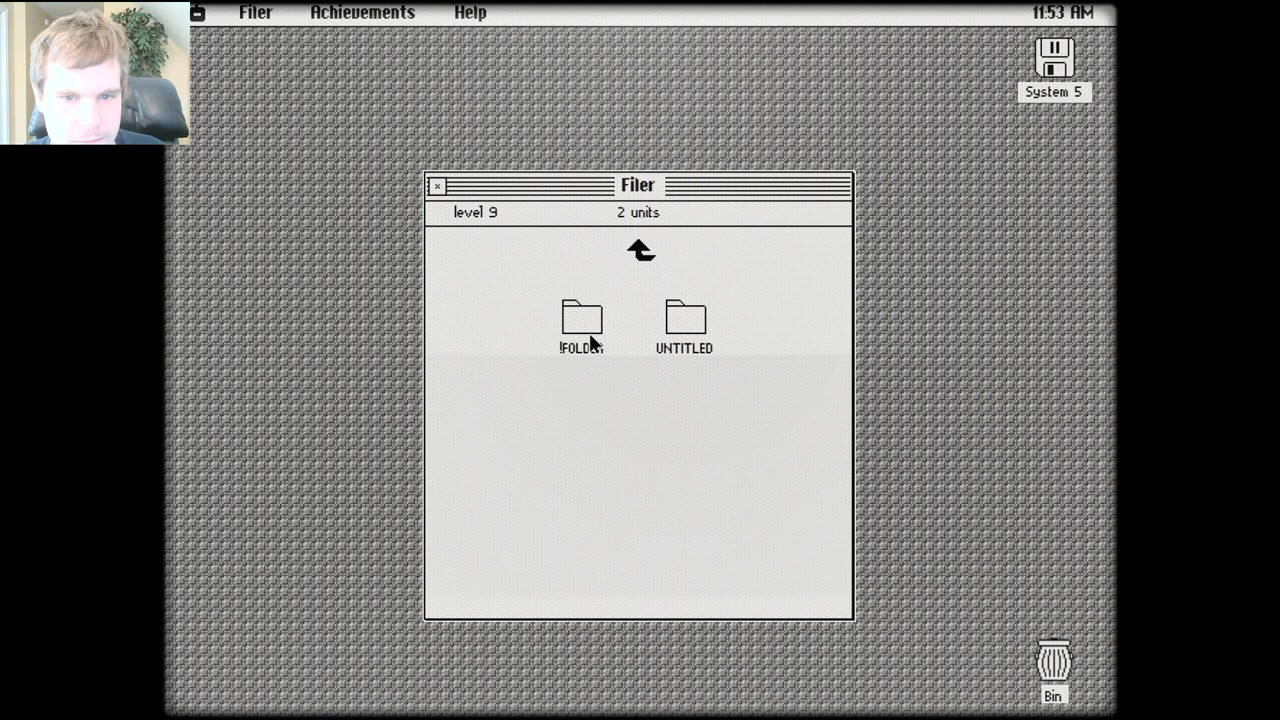 Filer Achievements Help 11:53 AM
System 5
Filer
level 9 2 units
UNTITLED
Bin